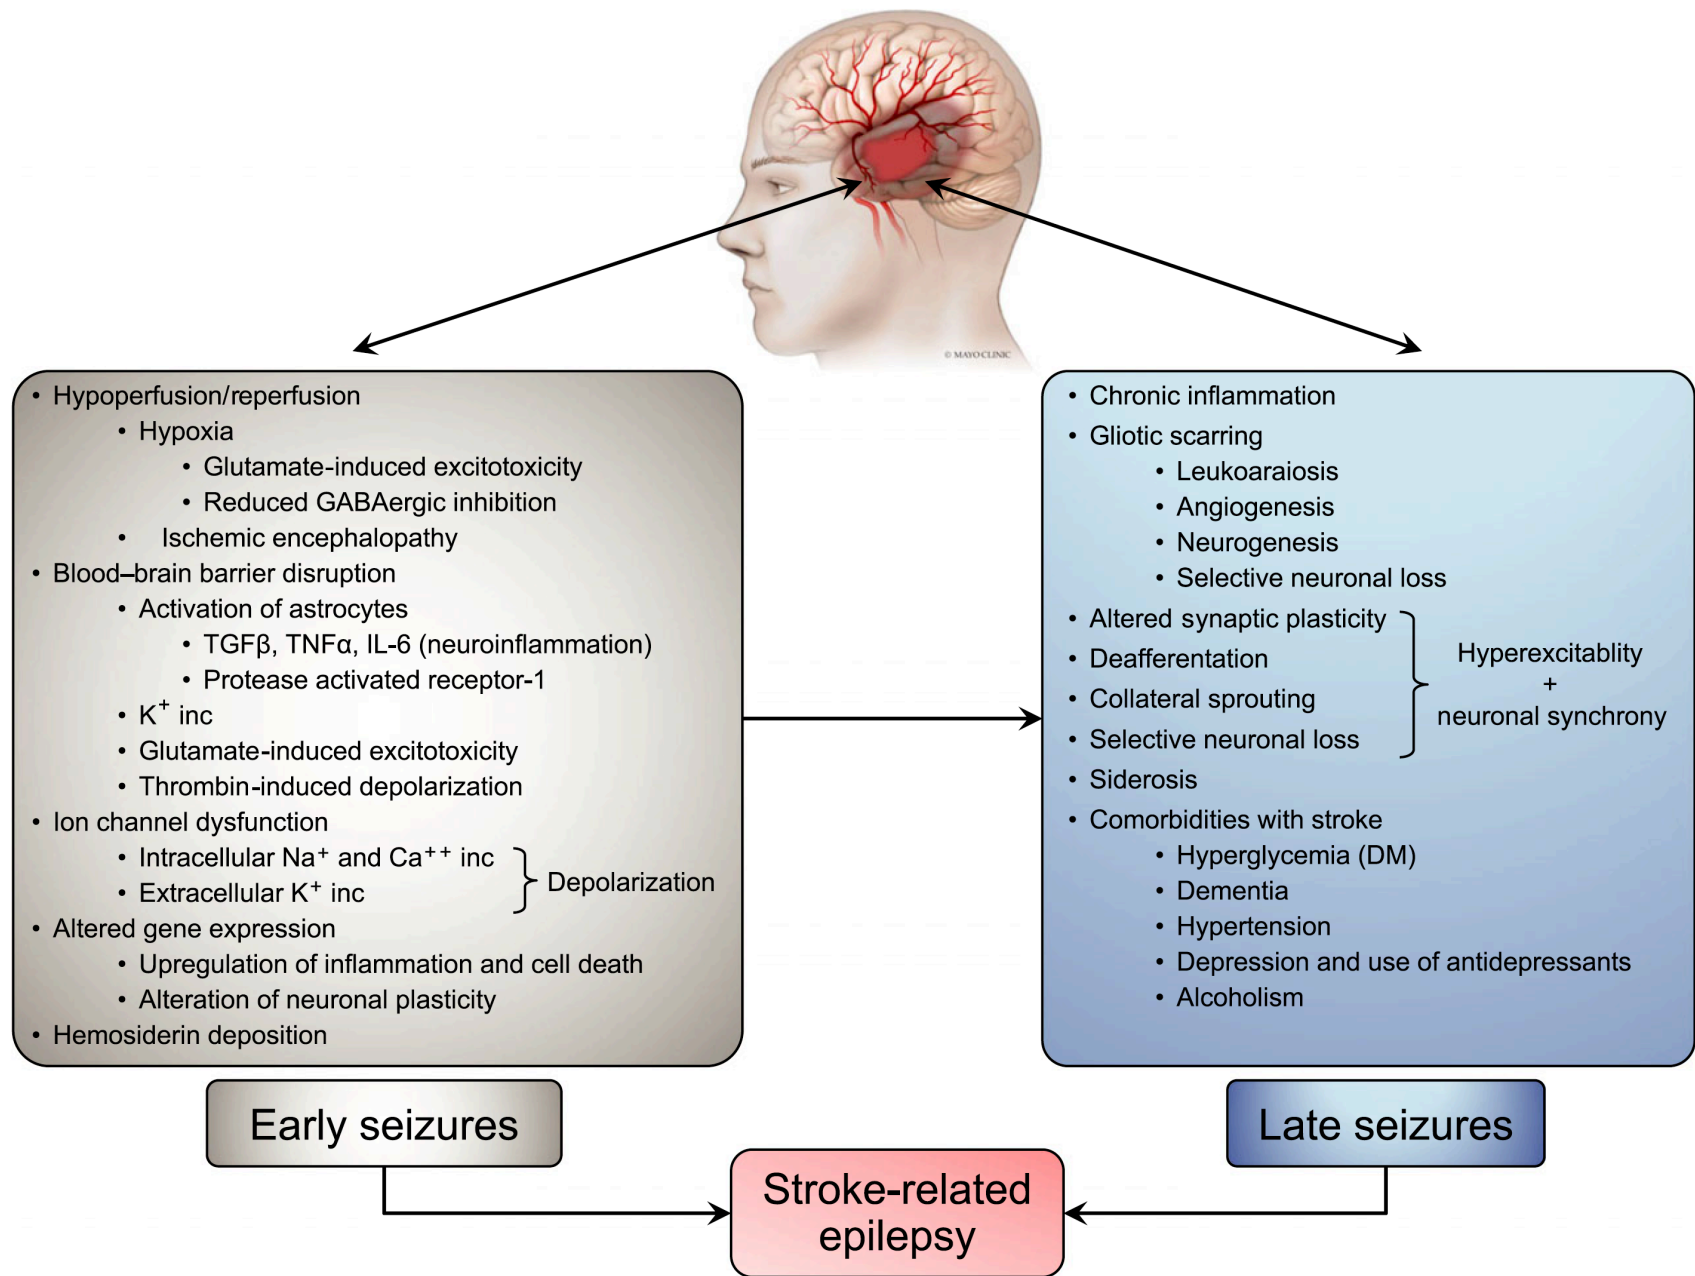 © MAYO CLINIC
• Hypoperfusion/reperfusion
• Hypoxia
• Glutamate-induced excitotoxicity
• Reduced GABAergic inhibition
• Ischemic encephalopathy
• Blood–brain barrier disruption
• Activation of astrocytes
• TGFβ, TNFα, IL-6 (neuroinflammation)
• Protease activated receptor-1
• K⁺ inc
• Glutamate-induced excitotoxicity
• Thrombin-induced depolarization
• Ion channel dysfunction
• Intracellular Na⁺ and Ca⁺⁺ inc
• Extracellular K⁺ inc
Depolarization
• Altered gene expression
• Upregulation of inflammation and cell death
• Alteration of neuronal plasticity
• Hemosiderin deposition
Early seizures
• Chronic inflammation
• Gliotic scarring
• Leukoaraiosis
• Angiogenesis
• Neurogenesis
• Selective neuronal loss
• Altered synaptic plasticity
• Deafferentation
• Collateral sprouting
• Selective neuronal loss
Hyperexcitablity
+
neuronal synchrony
• Siderosis
• Comorbidities with stroke
• Hyperglycemia (DM)
• Dementia
• Hypertension
• Depression and use of antidepressants
• Alcoholism
Late seizures
Stroke-related
epilepsy